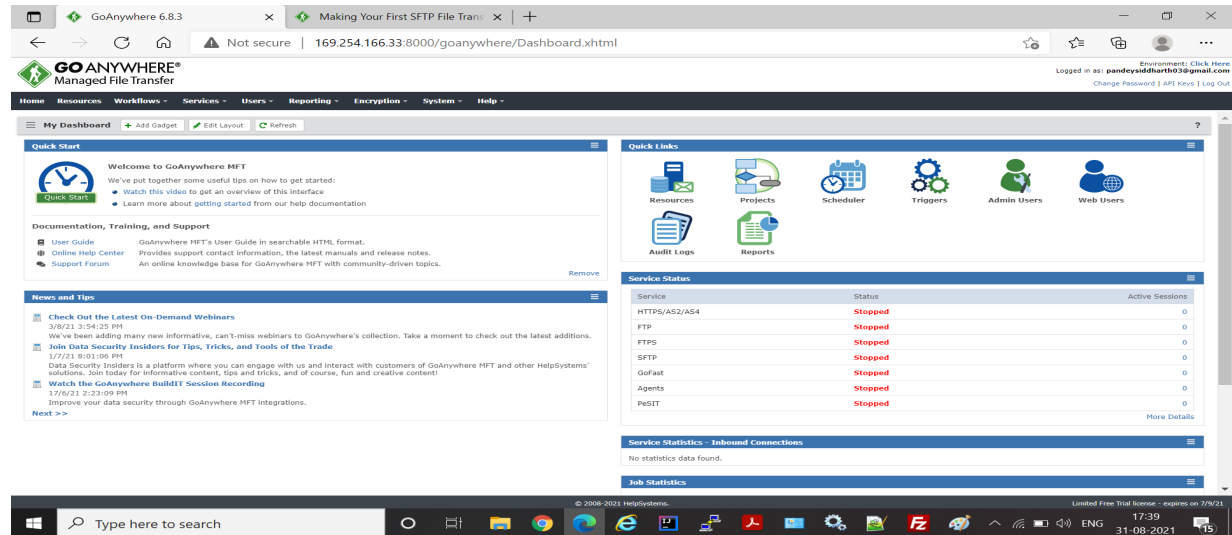 GoAnywhere 6.8.3
Making Your First SFTP File Trans
Not secure | 169.254.166.33:8000/goanywhere/Dashboard.xhtml
GO ANYWHERE®
Managed File Transfer
Environment: Click Here
Logged in as: pandeysiddharth03@gmail.com
Change Password | API Keys | Log Out
Home Resources Workflows Services Users Reporting Encryption System Help
My Dashboard + Add Gadget Edit Layout Refresh ?
Quick Start
Quick Start
Welcome to GoAnywhere MFT
We've put together some useful tips on how to get started:
Watch this video to get an overview of this interface
Learn more about getting started from our help documentation
Documentation, Training, and Support
User Guide GoAnywhere MFT's User Guide in searchable HTML format.
Online Help Center Provides support contact information, the latest manuals and release notes.
Support Forum An online knowledge base for GoAnywhere MFT with community-driven topics.
Remove
News and Tips
Check Out the Latest On-Demand Webinars
3/8/21 3:54:25 PM
We've been adding many new informative, can't-miss webinars to GoAnywhere's collection. Take a moment to check out the latest additions.
Join Data Security Insiders for Tips, Tricks, and Tools of the Trade
1/7/21 8:01:06 PM
Data Security Insiders is a platform where you can engage with us and interact with customers of GoAnywhere MFT and other HelpSystems'
solutions. Join today for informative content, tips and tricks, and of course, fun and creative content!
Watch the GoAnywhere BuildIT Session Recording
17/6/21 2:23:09 PM
Improve your data security through GoAnywhere MFT integrations.
Next >>
Quick Links
Resources Projects Scheduler Triggers Admin Users Web Users
Audit Logs Reports
Service Status
Service Status Active Sessions
HTTPS/AS2/AS4 Stopped 0
FTP Stopped 0
FTPS Stopped 0
SFTP Stopped 0
GoFast Stopped 0
Agents Stopped 0
PeSIT Stopped 0
More Details
Service Statistics - Inbound Connections
No statistics data found.
Job Statistics
© 2008-2021 HelpSystems.
Limited Free Trial license - expires on 7/9/21
Type here to search
ENG
17:39
31-08-2021
15